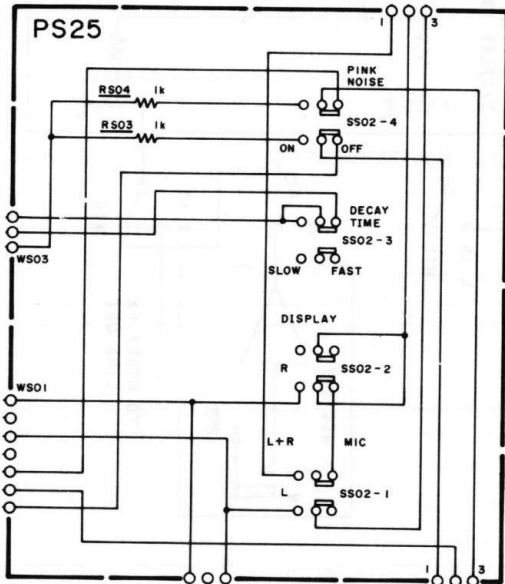 PS25
1 3
PINK
NOISE
RS04 1k
SS02-4
RS03 1k
ON OFF
DECAY
TIME
SS02-3
WS03
SLOW FAST
DISPLAY
WS01
R SS02-2
L+R MIC
L SS02-1
1 3